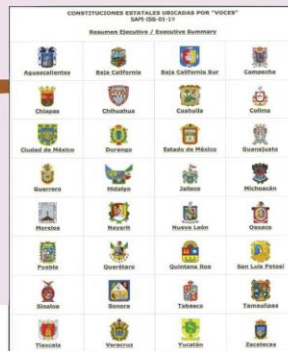 CONSTITUCIONES ESTATALES UBICADAS POR "VOCES"
SAPI-ISS-01-19
Resumen Ejecutivo / Executive Summary
Aguascalientes Baja California Baja California Sur Campeche
Chiapas Chihuahua Coahuila Colima
Ciudad de México Durango Estado de México Guanajuato
Guerrero Hidalgo Jalisco Michoacán
Morelos Nayarit Nuevo León Oaxaca
Puebla Querétaro Quintana Roo San Luis Potosí
Sinaloa Sonora Tabasco Tamaulipas
Tlaxcala Veracruz Yucatán Zacatecas